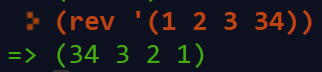 ➤ (rev '(1 2 3 34))
=> (34 3 2 1)